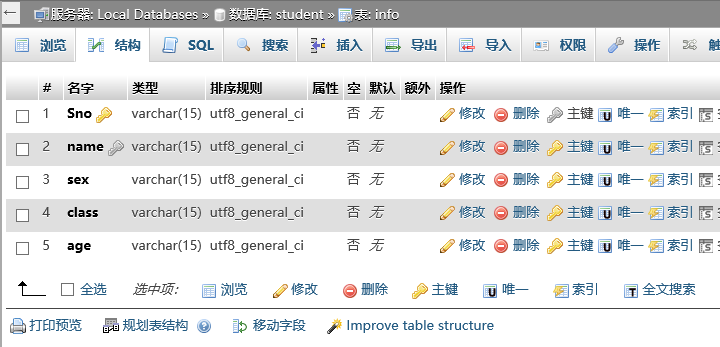 服务器: Local Databases » 数据库: student » 表: info
浏览 结构 SQL 搜索 插入 导出 导入 权限 操作 触
# 名字 类型 排序规则 属性 空 默认 额外 操作
1 Sno varchar(15) utf8_general_ci 否 无 修改 删除 主键 唯一 索引
2 name varchar(15) utf8_general_ci 否 无 修改 删除 主键 唯一 索引
3 sex varchar(15) utf8_general_ci 否 无 修改 删除 主键 唯一 索引
4 class varchar(15) utf8_general_ci 否 无 修改 删除 主键 唯一 索引
5 age varchar(15) utf8_general_ci 否 无 修改 删除 主键 唯一 索引
全选 选中项: 浏览 修改 删除 主键 唯一 索引 全文搜索
打印预览 规划表结构 移动字段 Improve table structure